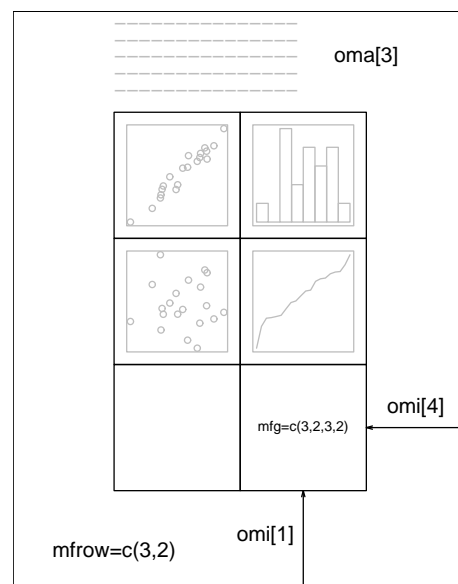 oma[3]
mfg=c(3,2,3,2)
omi[4]
omi[1]
mfrow=c(3,2)